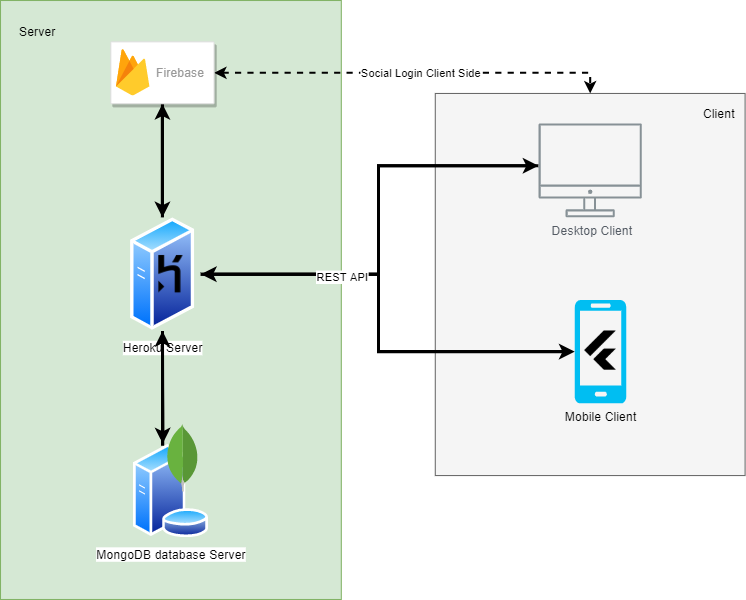 Server
Firebase
Social Login Client Side
Client
Desktop Client
REST API
Heroku Server
Mobile Client
MongoDB database Server